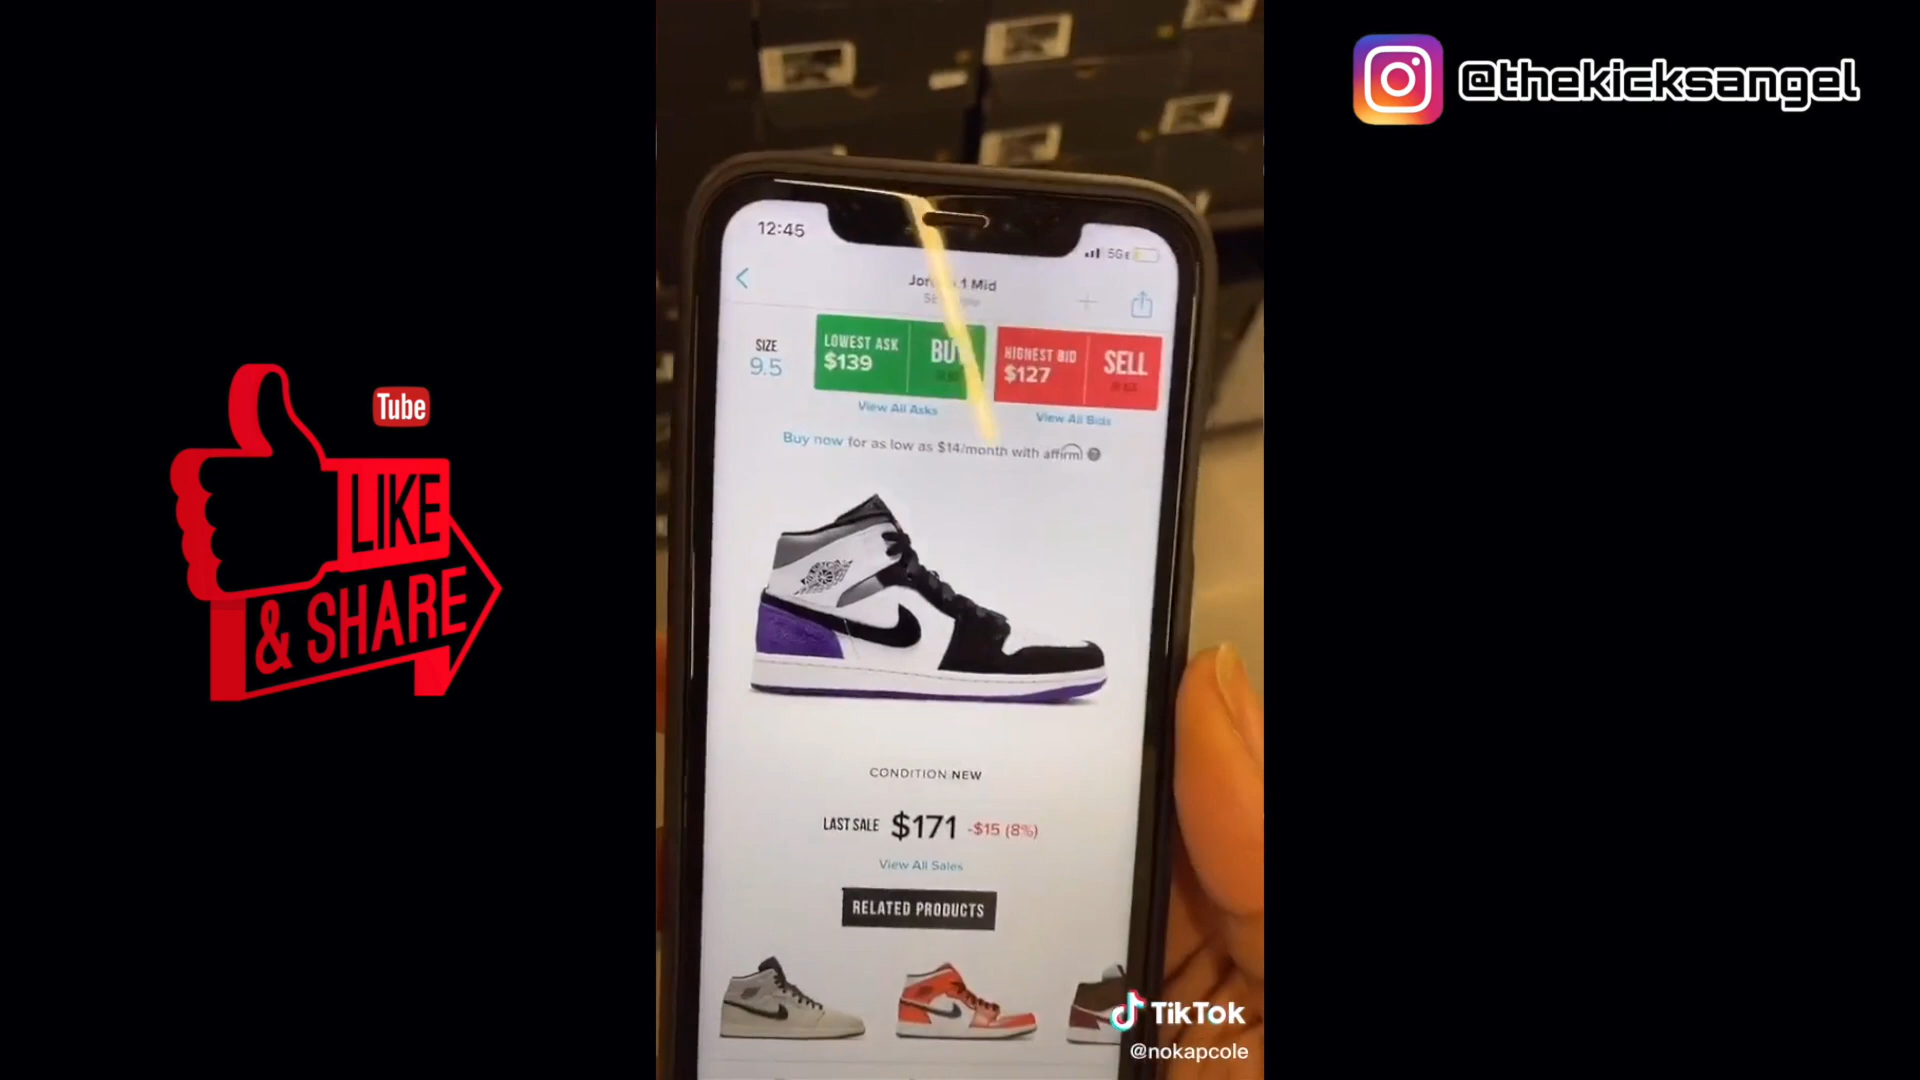 @thekicksangel
12:45
5GE
1 Mid
SIZE
9.5
LOWEST ASK
$139
HIGHEST BID
$127
SELL
View All Asks
View All Bids
Buy now for as low as $14/month with affirm
Tube
LIKE
& SHARE
CONDITION: NEW
LAST SALE $171 -$15 (8%)
View All Sales
RELATED PRODUCTS
TikTok
@nokapcole